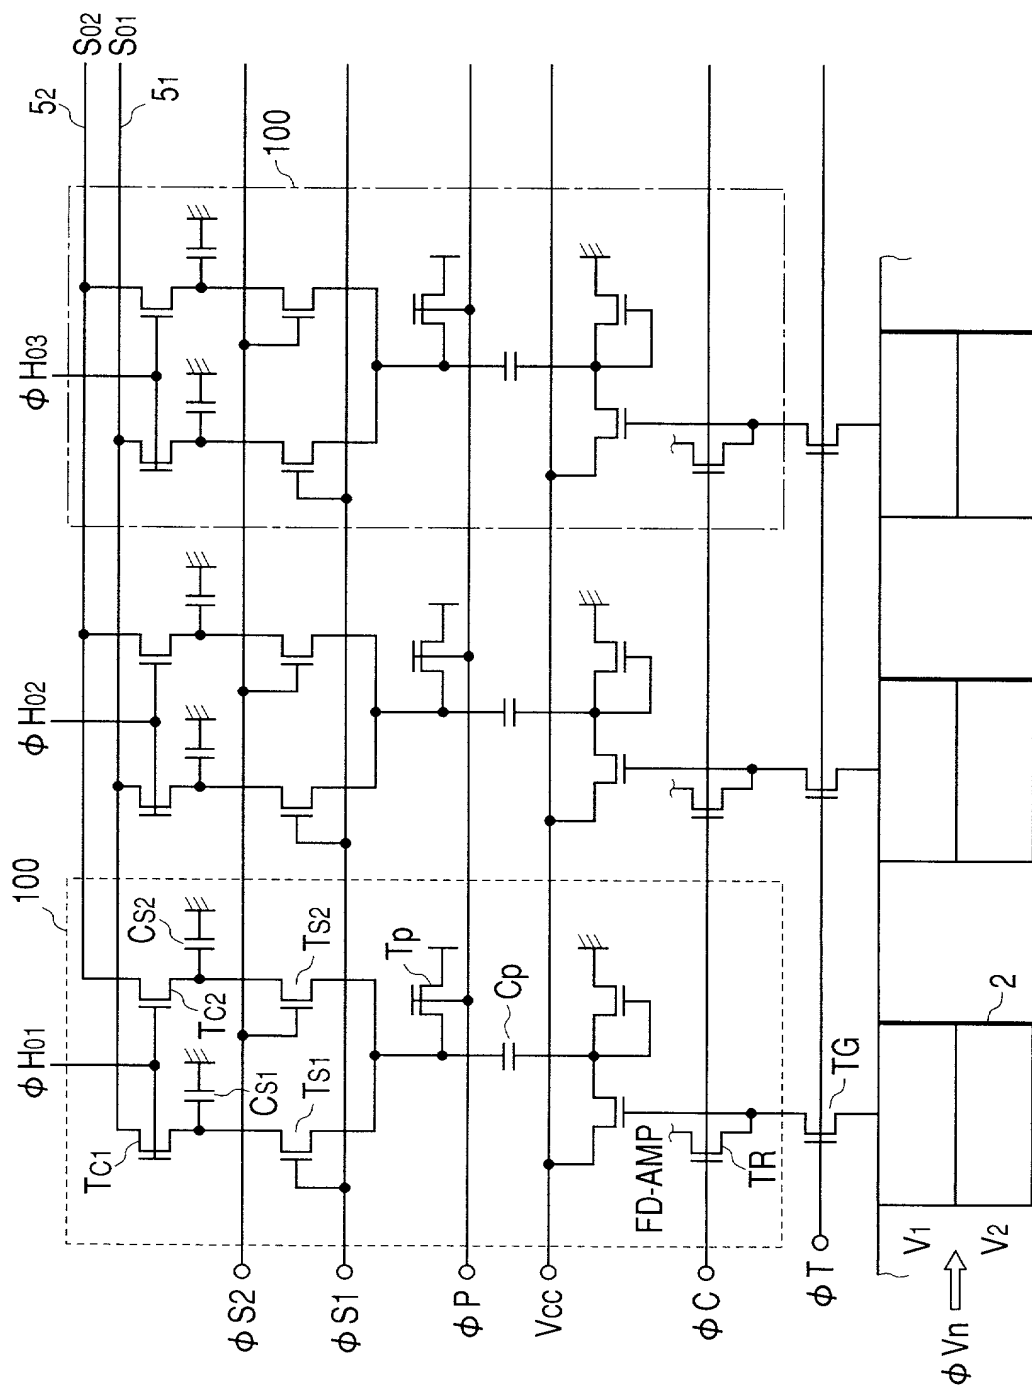 S02
S01
52
51
φH03
100
φH02
100
CS2
TC2
φH01
TC1
CS1
TS2
TS1
Tp
Cp
FD-AMP
TR
TG
2
φS2
φS1
φP
Vcc
φC
φT
V1
V2
φVn